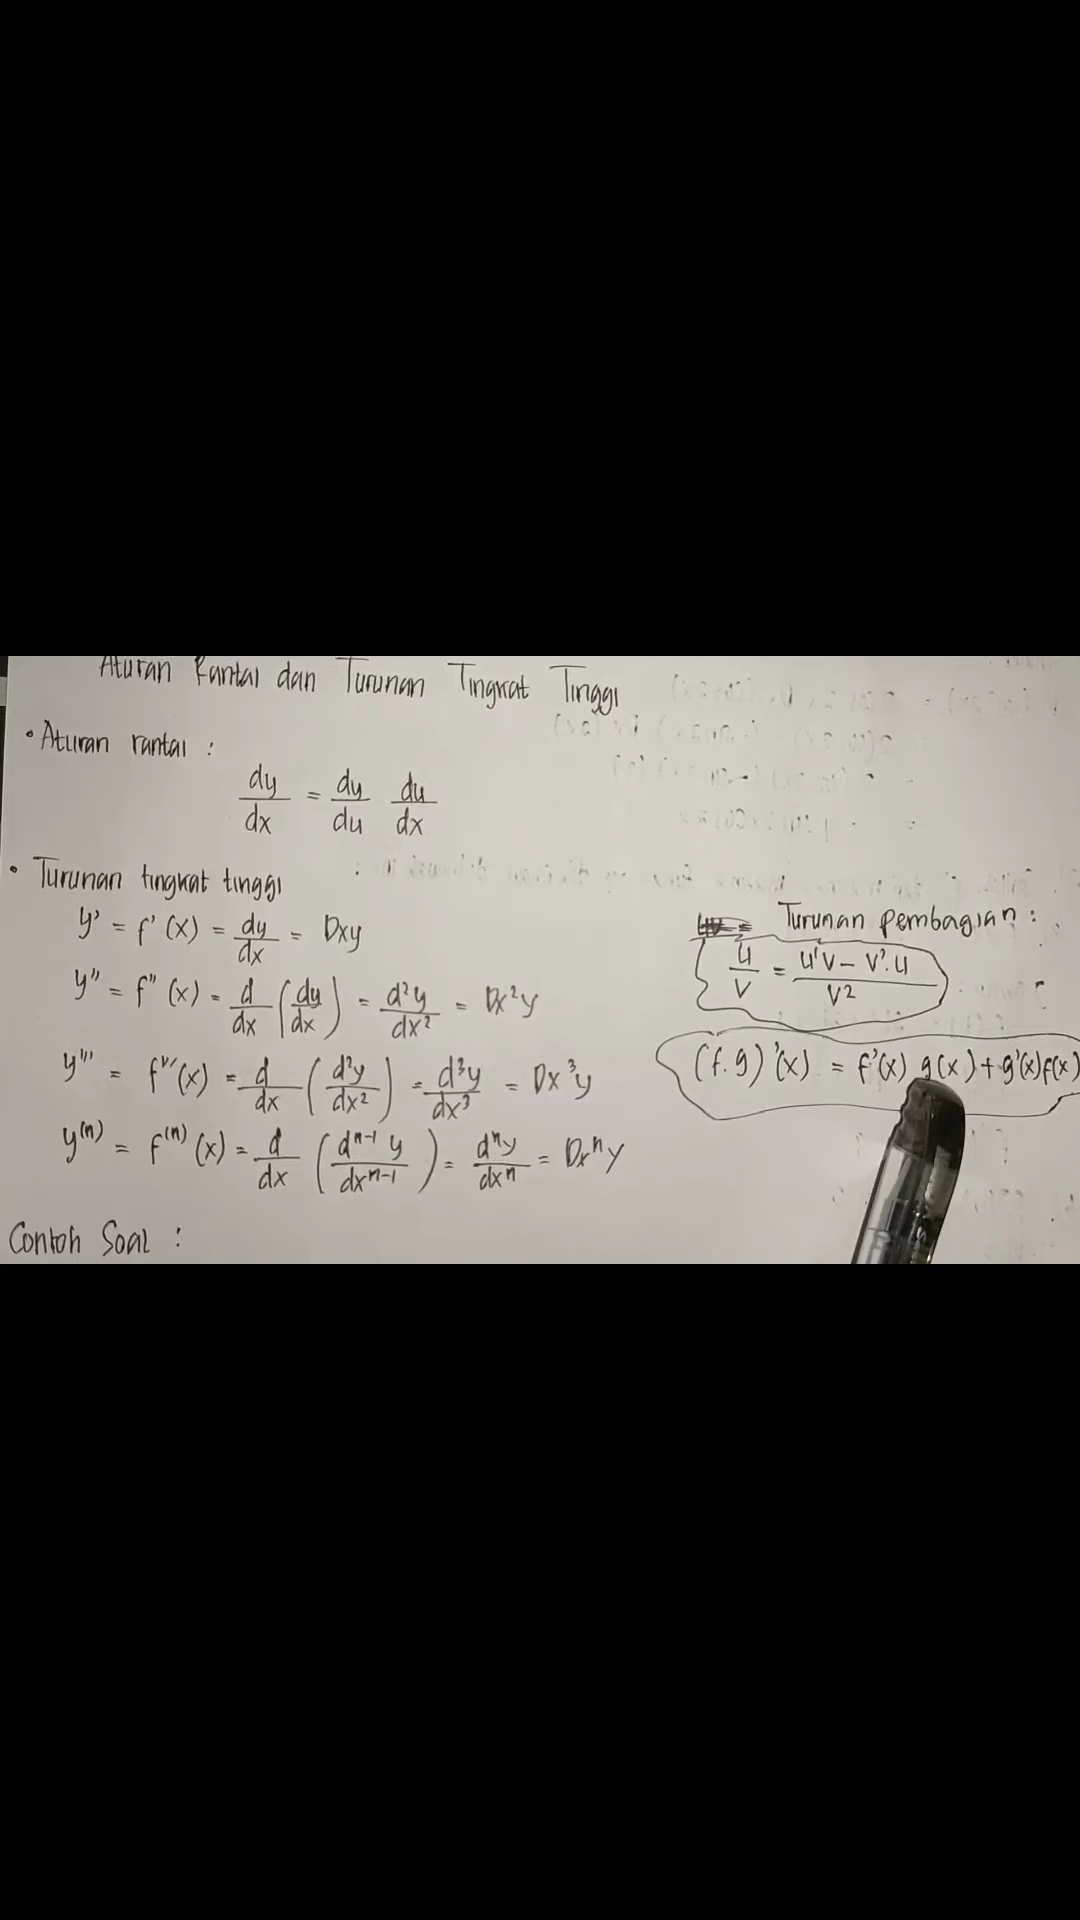 Aturan Rantai dan Turunan Tingkat Tinggi
• Aturan rantai :
dy/dx = dy/du du/dx
• Turunan tingkat tinggi
y' = f'(x) = dy/dx = Dxy
y'' = f''(x) = d/dx (dy/dx) = d²y/dx² = Dx²y
y''' = f'''(x) = d/dx (d²y/dx²) = d³y/dx³ = Dx³y
y⁽ⁿ⁾ = f⁽ⁿ⁾(x) = d/dx (dⁿ⁻¹y/dxⁿ⁻¹) = dⁿy/dxⁿ = Dxⁿy
Contoh Soal :
Turunan pembagian :
u/v = u'v - v'.u/v²
(f.g)'(x) = f'(x) g(x) + g'(x) f(x)